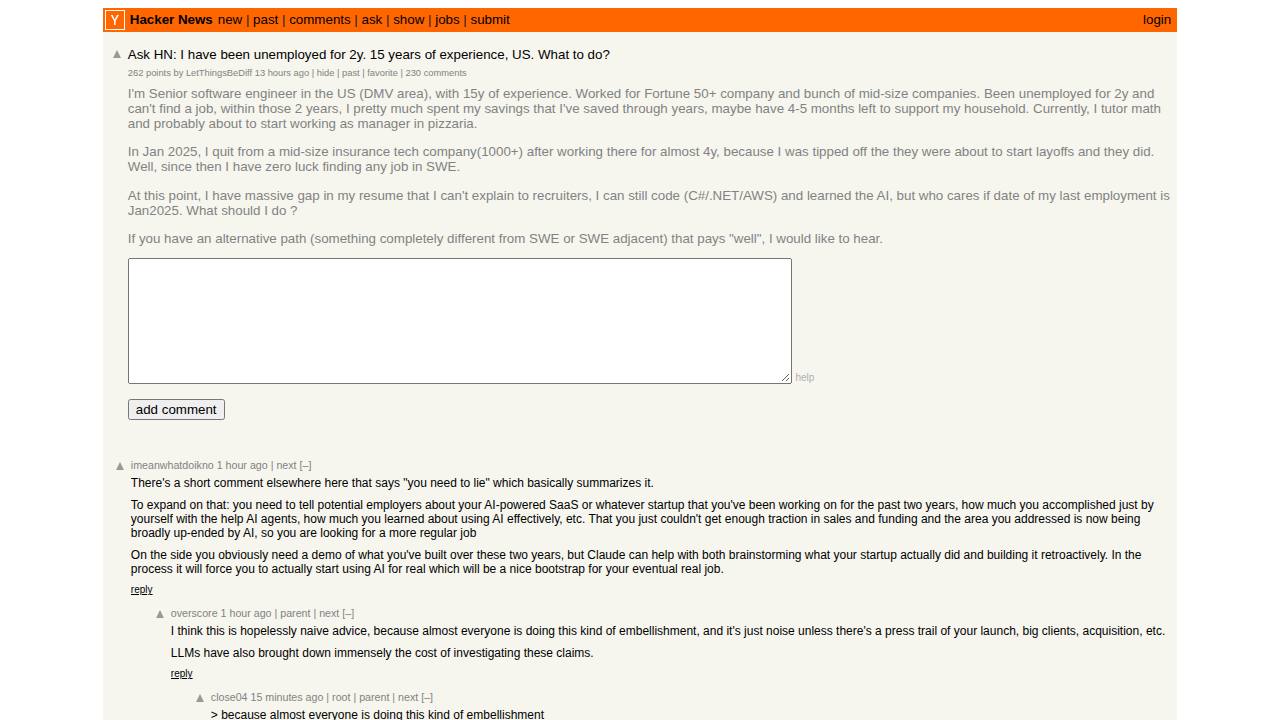 Y Hacker News new | past | comments | ask | show | jobs | submit login
Ask HN: I have been unemployed for 2y. 15 years of experience, US. What to do?
262 points by LetThingsBeDiff 13 hours ago | hide | past | favorite | 230 comments
I'm Senior software engineer in the US (DMV area), with 15y of experience. Worked for Fortune 50+ company and bunch of mid-size companies. Been unemployed for 2y and
can't find a job, within those 2 years, I pretty much spent my savings that I've saved through years, maybe have 4-5 months left to support my household. Currently, I tutor math
and probably about to start working as manager in pizzaria.
In Jan 2025, I quit from a mid-size insurance tech company(1000+) after working there for almost 4y, because I was tipped off the they were about to start layoffs and they did.
Well, since then I have zero luck finding any job in SWE.
At this point, I have massive gap in my resume that I can't explain to recruiters, I can still code (C#/.NET/AWS) and learned the AI, but who cares if date of my last employment is
Jan2025. What should I do ?
If you have an alternative path (something completely different from SWE or SWE adjacent) that pays "well", I would like to hear.
help
add comment
imeanwhatdoikno 1 hour ago | next [–]
There's a short comment elsewhere here that says "you need to lie" which basically summarizes it.
To expand on that: you need to tell potential employers about your AI-powered SaaS or whatever startup that you've been working on for the past two years, how much you accomplished just by
yourself with the help AI agents, how much you learned about using AI effectively, etc. That you just couldn't get enough traction in sales and funding and the area you addressed is now being
broadly up-ended by AI, so you are looking for a more regular job
On the side you obviously need a demo of what you've built over these two years, but Claude can help with both brainstorming what your startup actually did and building it retroactively. In the
process it will force you to actually start using AI for real which will be a nice bootstrap for your eventual real job.
reply
overscore 1 hour ago | parent | next [–]
I think this is hopelessly naive advice, because almost everyone is doing this kind of embellishment, and it's just noise unless there's a press trail of your launch, big clients, acquisition, etc.
LLMs have also brought down immensely the cost of investigating these claims.
reply
close04 15 minutes ago | root | parent | next [–]
> because almost everyone is doing this kind of embellishment